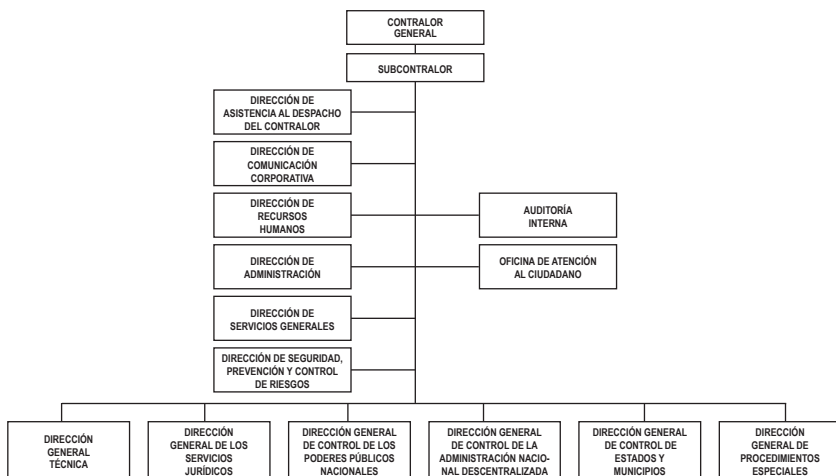 CONTRALOR
GENERAL
SUBCONTRALOR
DIRECCIÓN DE
ASISTENCIA AL DESPACHO
DEL CONTRALOR
DIRECCIÓN DE
COMUNICACIÓN
CORPORATIVA
DIRECCIÓN DE
RECURSOS
HUMANOS
AUDITORÍA
INTERNA
DIRECCIÓN DE
ADMINISTRACIÓN
OFICINA DE ATENCIÓN
AL CIUDADANO
DIRECCIÓN DE
SERVICIOS GENERALES
DIRECCIÓN DE SEGURIDAD,
PREVENCIÓN Y CONTROL
DE RIESGOS
DIRECCIÓN
GENERAL
TÉCNICA
DIRECCIÓN
GENERAL DE LOS
SERVICIOS
JURÍDICOS
DIRECCIÓN GENERAL
DE CONTROL DE LOS
PODERES PÚBLICOS
NACIONALES
DIRECCIÓN GENERAL
DE CONTROL DE LA
ADMINISTRACIÓN NACIO-
NAL DESCENTRALIZADA
DIRECCIÓN GENERAL
DE CONTROL DE
ESTADOS Y
MUNICIPIOS
DIRECCIÓN
GENERAL DE
PROCEDIMIENTOS
ESPECIALES